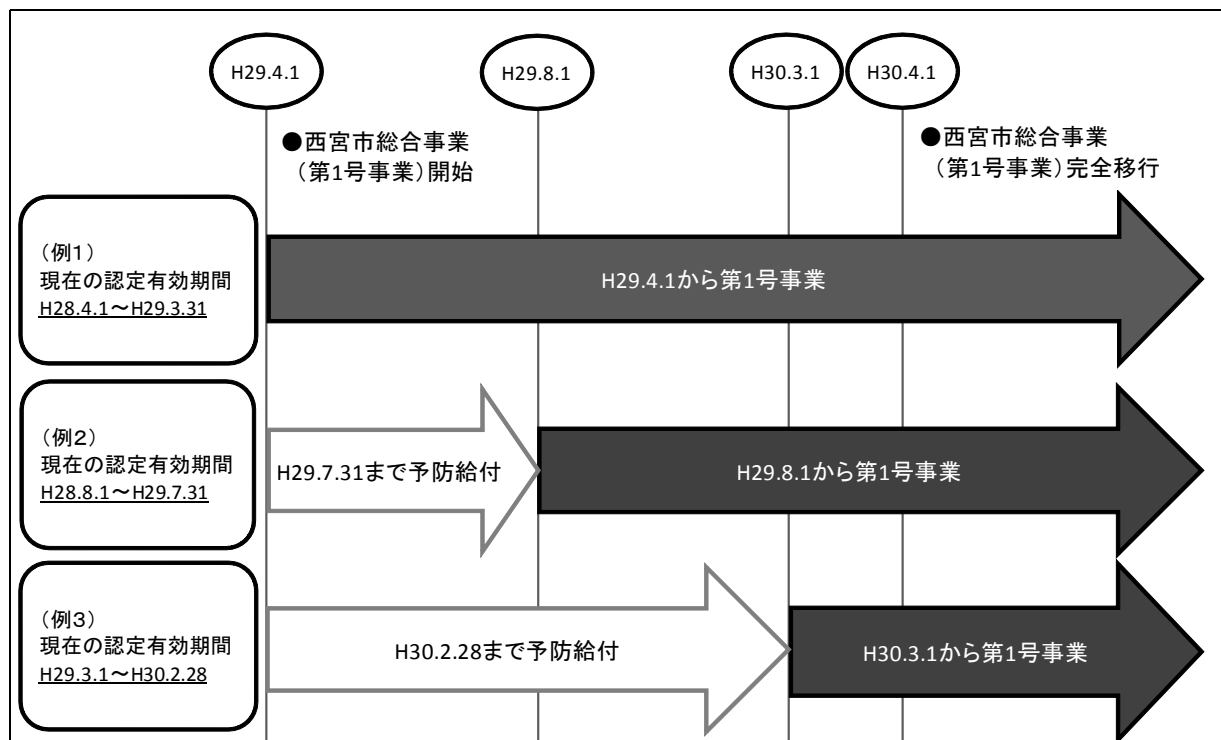 H29.4.1
H29.8.1
H30.3.1
H30.4.1
●西宮市総合事業
（第1号事業）開始
●西宮市総合事業
（第1号事業）完全移行
（例1）
現在の認定有効期間
H28.4.1～H29.3.31
H29.4.1から第1号事業
（例2）
現在の認定有効期間
H28.8.1～H29.7.31
H29.7.31まで予防給付
H29.8.1から第1号事業
（例3）
現在の認定有効期間
H29.3.1～H30.2.28
H30.2.28まで予防給付
H30.3.1から第1号事業